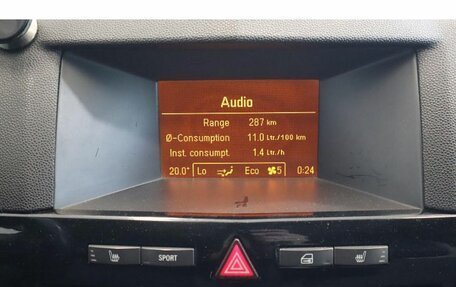 Audio
Range 287 km
Ø-Consumption 11.0 Ltr./100 km
Inst. consumpt. 1.4 Ltr./h
20.0° Lo Eco 5 0:24
SPORT